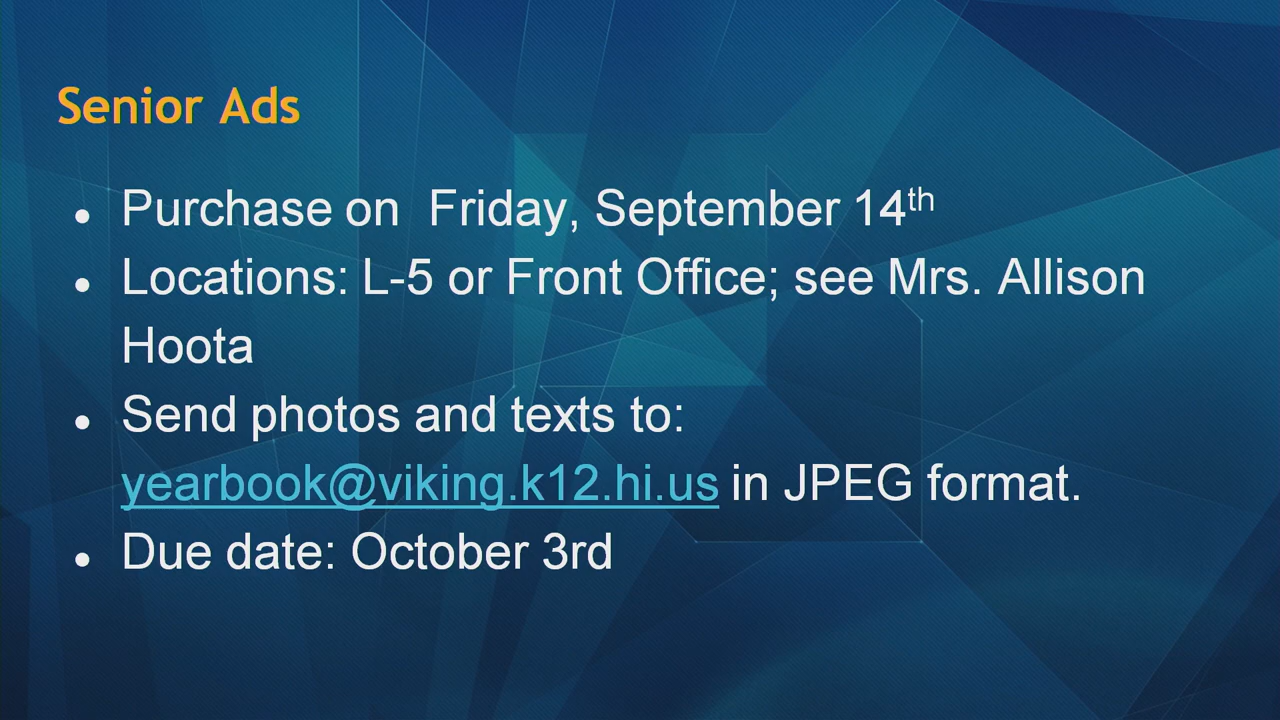 Senior Ads
● Purchase on  Friday, September 14th
● Locations: L-5 or Front Office; see Mrs. Allison
Hoota
● Send photos and texts to:
yearbook@viking.k12.hi.us in JPEG format.
● Due date: October 3rd